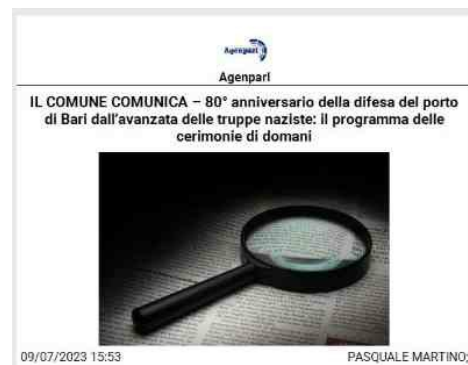 Agenparl
Agenparl
IL COMUNE COMUNICA – 80° anniversario della difesa del porto
di Bari dall'avanzata delle truppe naziste: il programma delle
cerimonie di domani
09/07/2023 15:53
PASQUALE MARTINO;